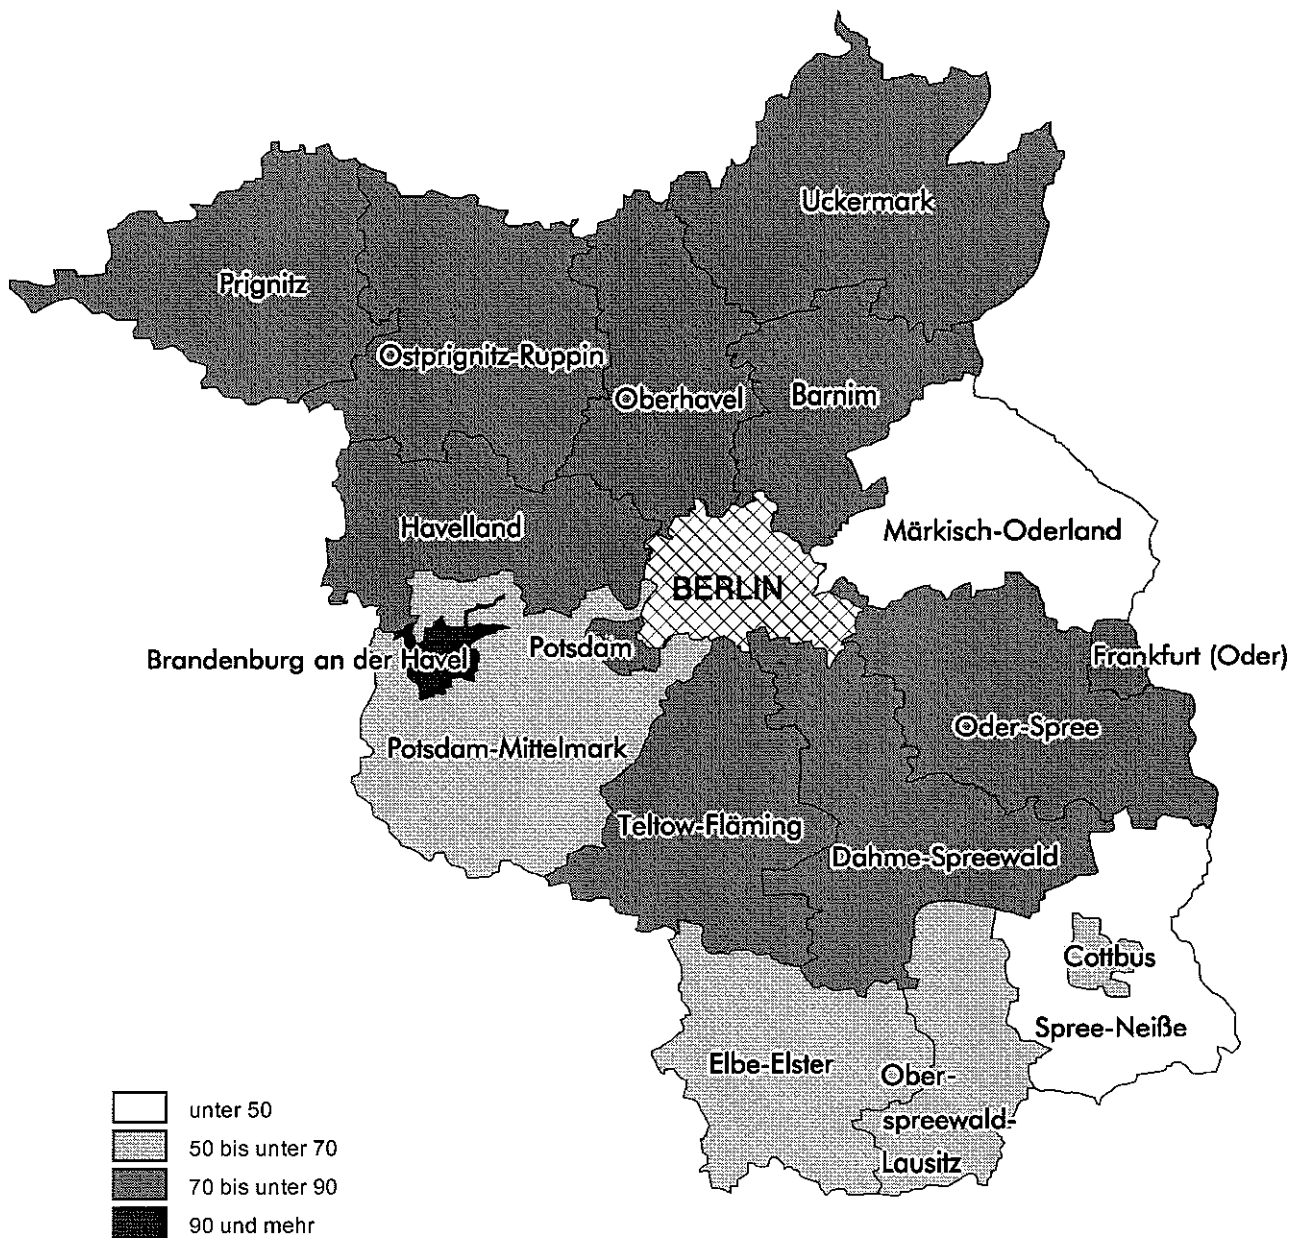 Uckermark
Prignitz
Ostprignitz-Ruppin
Oberhavel
Barnim
Havelland
Märkisch-Oderland
BERLIN
Potsdam
Brandenburg an der Havel
Frankfurt (Oder)
Oder-Spree
Potsdam-Mittelmark
Teltow-Fläming
Dahme-Spreewald
Cottbus
Spree-Neiße
Elbe-Elster
Ober-
spreewald-
Lausitz
unter 50
50 bis unter 70
70 bis unter 90
90 und mehr